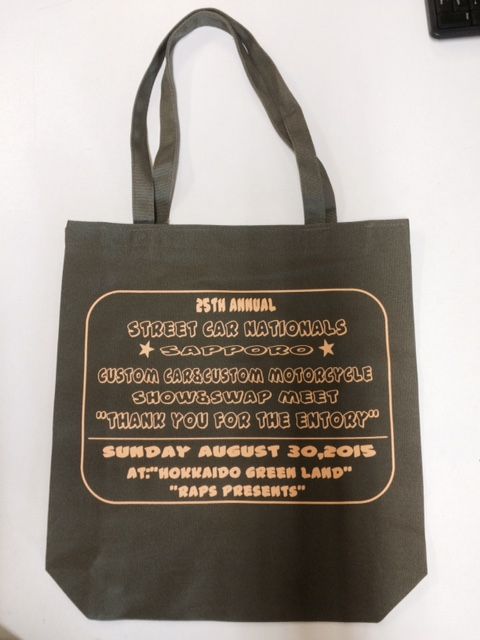 25TH ANNUAL
STREET CAR NATIONALS
★ SAPPORO ★
CUSTOM CAR&CUSTOM MOTORCYCLE
SHOW&SWAP MEET
"THANK YOU FOR THE ENTORY"
SUNDAY AUGUST 30,2015
AT:"HOKKAIDO GREEN LAND"
"RAPS PRESENTS"